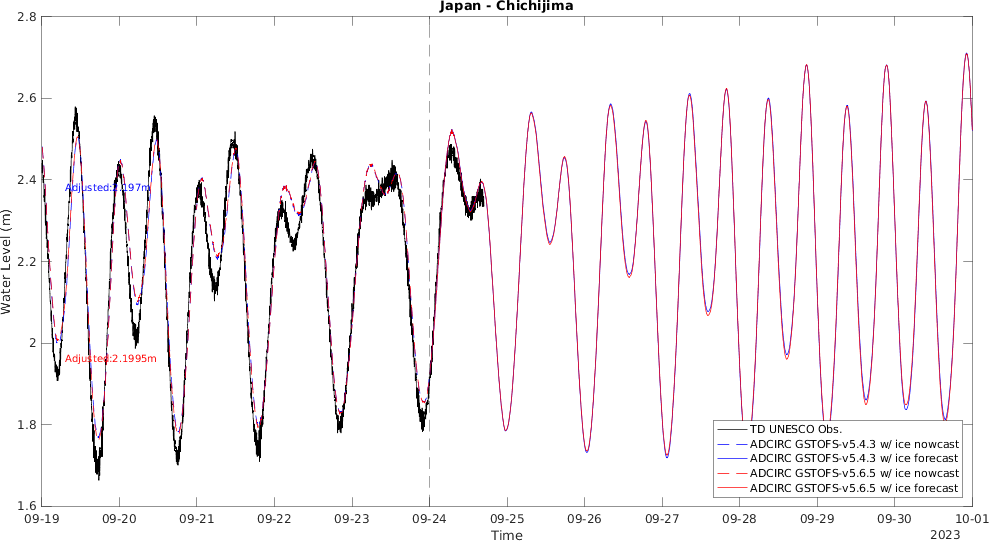 Japan - Chichijima
2.8
2.6
2.4
2.2
2
1.8
1.6
Water Level (m)
Adjusted:2.197m
Adjusted:2.1995m
TD UNESCO Obs.
ADCIRC GSTOFS-v5.4.3 w/ ice nowcast
ADCIRC GSTOFS-v5.4.3 w/ ice forecast
ADCIRC GSTOFS-v5.6.5 w/ ice nowcast
ADCIRC GSTOFS-v5.6.5 w/ ice forecast
09-19 09-20 09-21 09-22 09-23 09-24 09-25 09-26 09-27 09-28 09-29 09-30 10-01
Time
2023